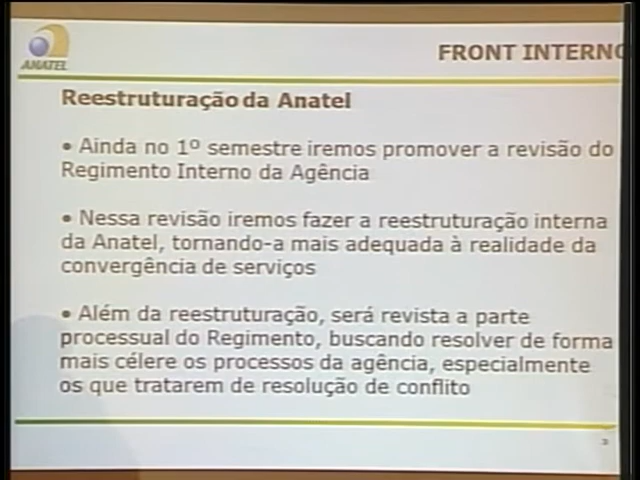 ANATEL
FRONT INTERNO
Reestruturação da Anatel
• Ainda no 1º semestre iremos promover a revisão do
Regimento Interno da Agência
• Nessa revisão iremos fazer a reestruturação interna
da Anatel, tornando-a mais adequada à realidade da
convergência de serviços
• Além da reestruturação, será revista a parte
processual do Regimento, buscando resolver de forma
mais célere os processos da agência, especialmente
os que tratarem de resolução de conflito